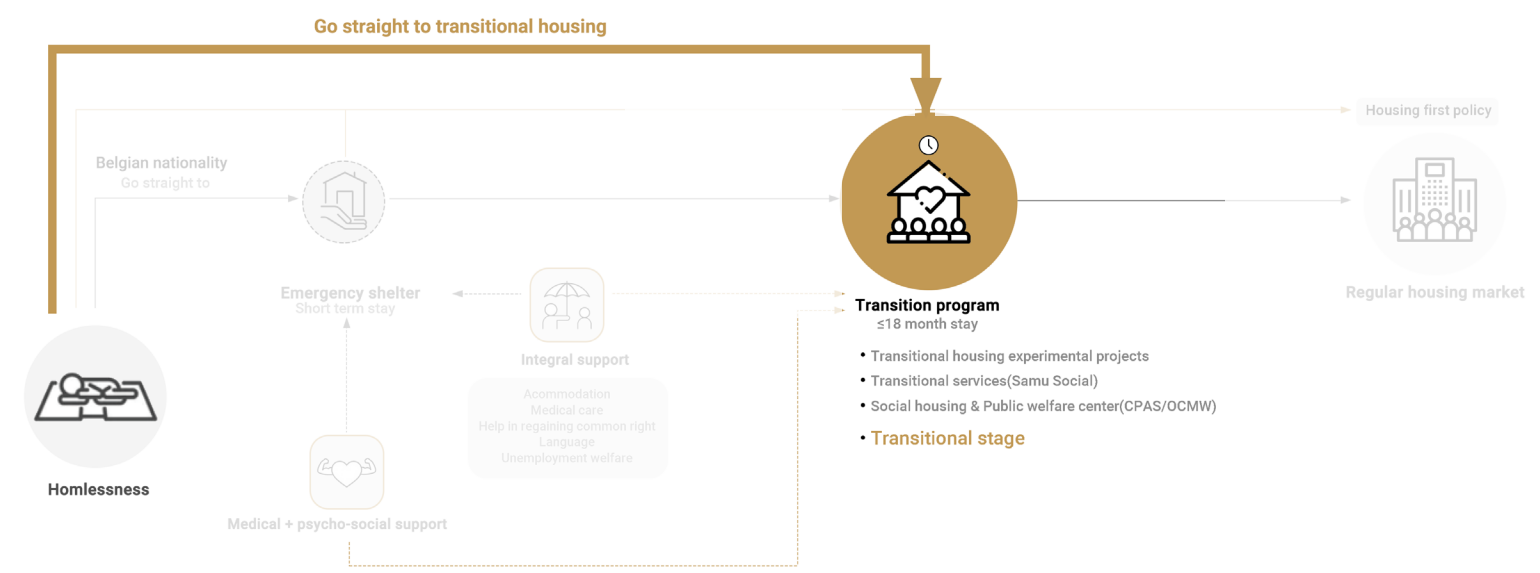 Go straight to transitional housing
Housing first policy
Belgian nationality
Go straight to
Emergency shelter
Short term stay
Regular housing market
Transition program
≤18 month stay
Integral support
• Transitional housing experimental projects
• Transitional services(Samu Social)
• Social housing & Public welfare center(CPAS/OCMW)
• Transitional stage
Acommodation
Medical care
Help in regaining common right
Language
Unemployment welfare
Homlessness
Medical + psycho-social support